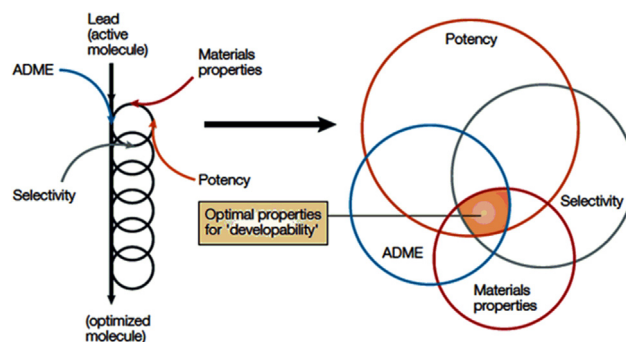 Lead (active
molecule)
ADME
Materials
properties
Selectivity
Potency
(optimized
molecule)
Potency
Selectivity
Optimal properties
for 'developability'
ADME
Materials
properties